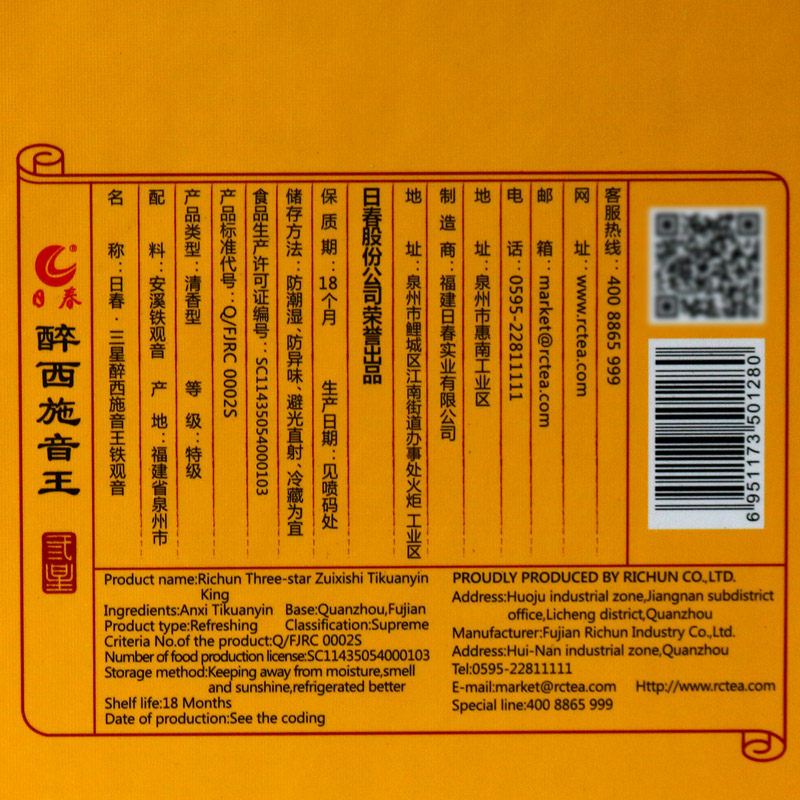 日春®
醉西施音王
弎星
名 称：日春·三星醉西施音王铁观音
配 料：安溪铁观音 产 地：福建省泉州市
产品类型：清香型 等 级：特级
产品标准代号：Q/FJRC 0002S
食品生产许可证编号：SC11435054000103
储存方法：防潮湿、防异味、避光直射、冷藏为宜
保 质 期：18个月 生产日期：见喷码处
日春股份公司荣誉出品
地 址：泉州市鲤城区江南街道办事处火炬工业区
制 造 商：福建日春实业有限公司
地 址：泉州市惠南工业区
电 话：0595-22811111
邮 箱：market@rctea.com
网 址：www.rctea.com
客服热线：400 8865 999
6 951173 501280
Product name:Richun Three-star Zuixishi Tikuanyin
King
Ingredients:Anxi Tikuanyin Base:Quanzhou,Fujian
Product type:Refreshing Classification:Supreme
Criteria No.of the product:Q/FJRC 0002S
Number of food production license:SC11435054000103
Storage method:Keeping away from moisture,smell
and sunshine,refrigerated better
Shelf life:18 Months
Date of production:See the coding
PROUDLY PRODUCED BY RICHUN CO.,LTD.
Address:Huoju industrial zone,Jiangnan subdistrict
office,Licheng district,Quanzhou
Manufacturer:Fujian Richun Industry Co.,Ltd.
Address:Hui-Nan industrial zone,Quanzhou
Tel:0595-22811111
E-mail:market@rctea.com Http://www.rctea.com
Special line:400 8865 999